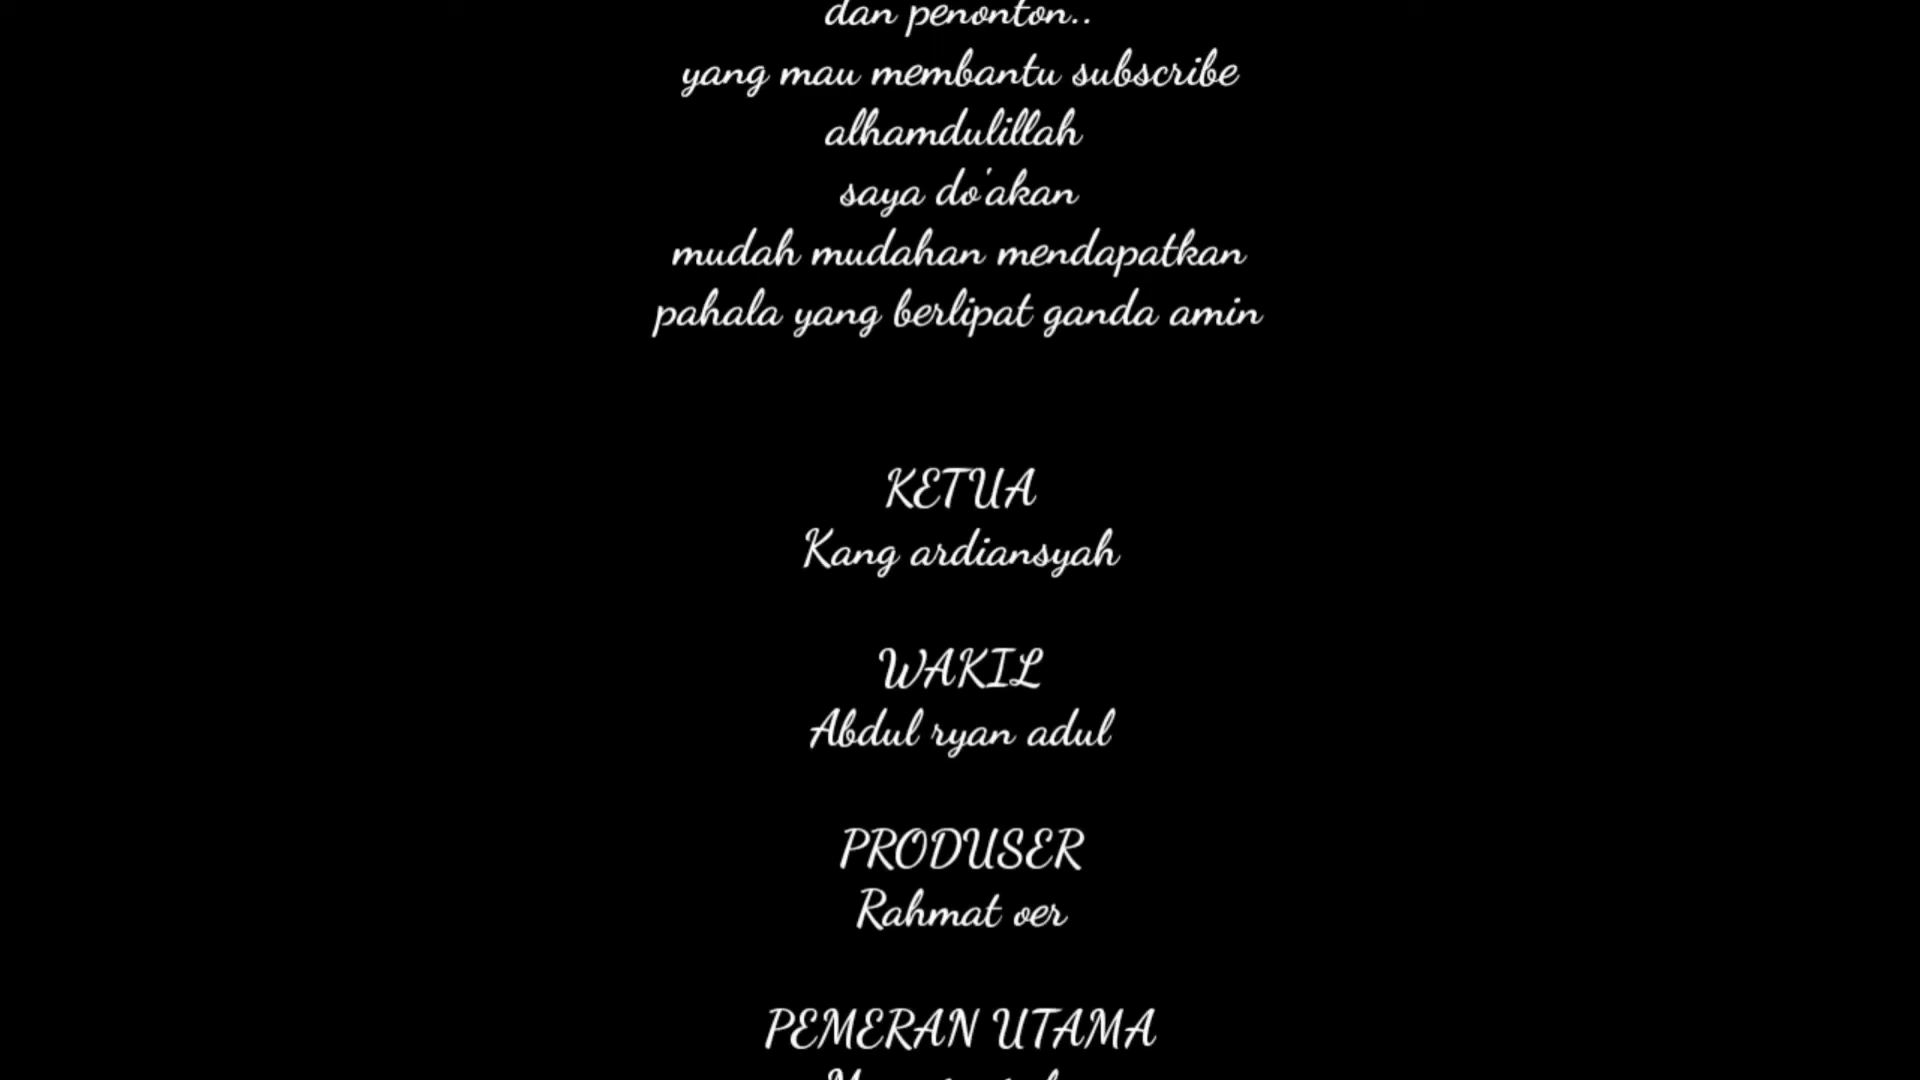 dan penonton..
yang mau membantu subscribe
alhamdulillah
saya do'akan
mudah mudahan mendapatkan
pahala yang berlipat ganda amin
KETUA
Kang ardiansyah
WAKIL
Abdul ryan adul
PRODUSER
Rahmat oer
PEMERAN UTAMA